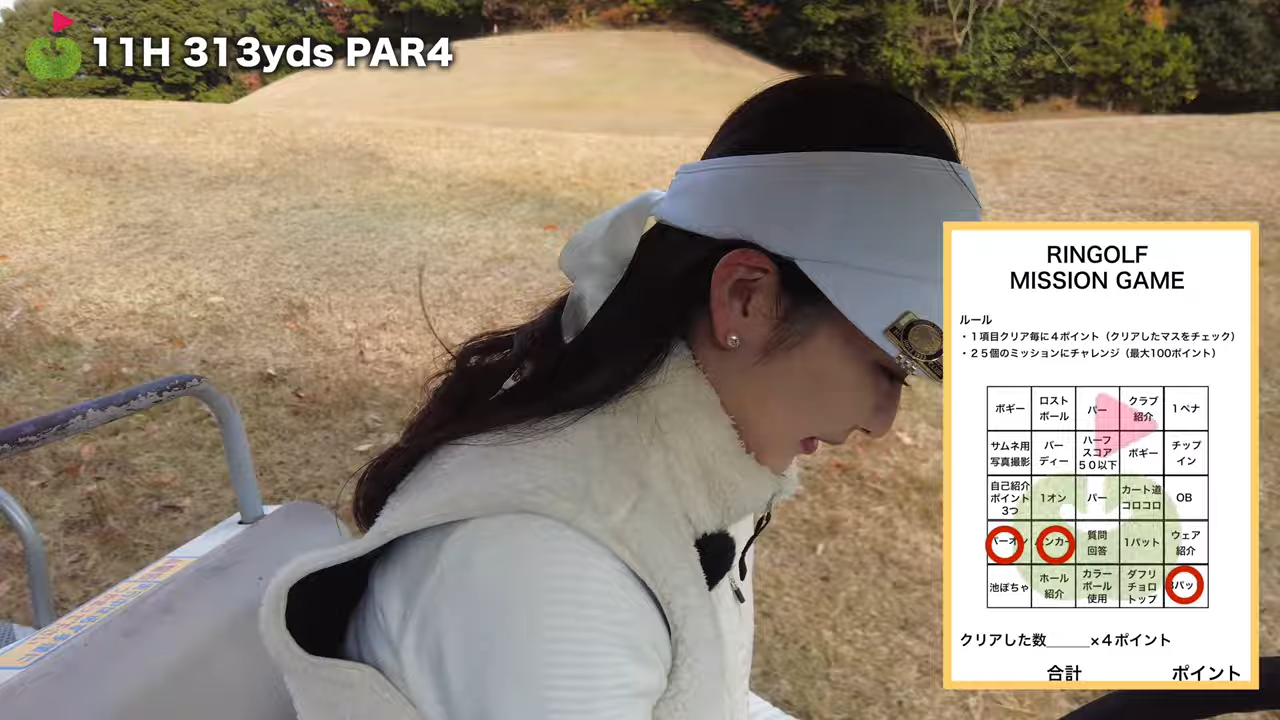 11H 313yds PAR4
RINGOLF
MISSION GAME
ルール
・１項目クリア毎に４ポイント（クリアしたマスをチェック）
・２５個のミッションにチャレンジ（最大100ポイント）
ボギー
ロスト
ボール
パー
クラブ
紹介
１ペナ
サムネ用
写真撮影
バー
ディー
ハーフ
スコア
５０以下
ボギー
チップ
イン
自己紹介
ポイント
3つ
1オン
パー
カート道
コロコロ
OB
質問
回答
1パット
ウェア
紹介
池ぽちゃ
ホール
紹介
カラー
ボール
使用
ダフリ
チョロ
トップ
クリアした数_____×４ポイント
合計 ポイント